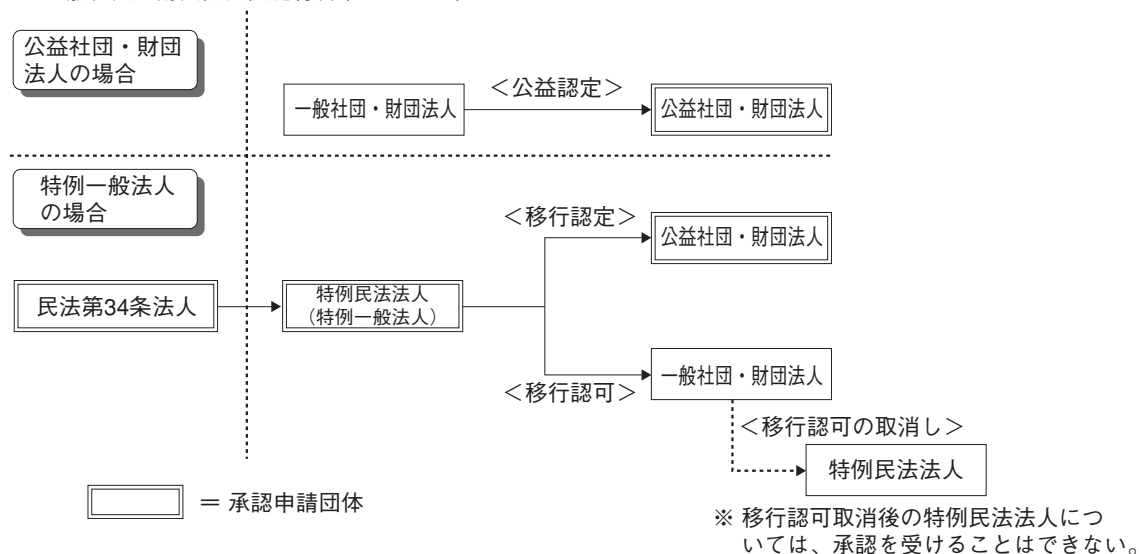 公益社団・財団
法人の場合
＜公益認定＞
一般社団・財団法人
公益社団・財団法人
特例一般法人
の場合
＜移行認定＞
公益社団・財団法人
民法第34条法人
特例民法法人
（特例一般法人）
＜移行認可＞
一般社団・財団法人
＜移行認可の取消し＞
特例民法法人
＝ 承認申請団体
※ 移行認可取消後の特例民法法人につ
いては、承認を受けることはできない。